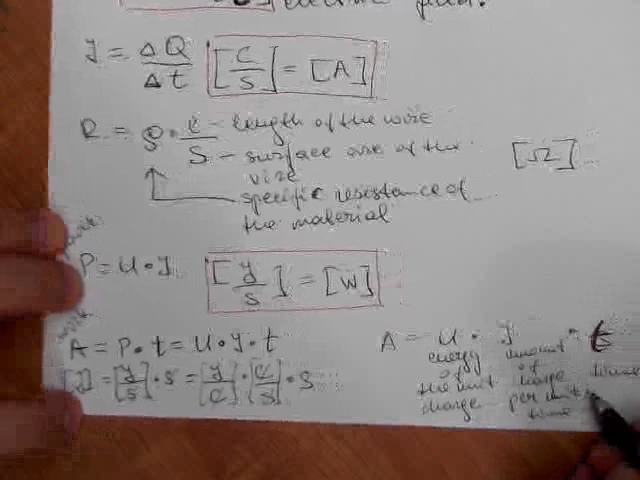 electric field.
J = ΔQ/Δt [C/S] = [A]
R = ρ · l/S - length of the wire
S - surface are of the wire [Ω]
specific resistance of the material
P = U · J [J/s] = [W]
A = P · t = U · J · t
[J] = [J/s] · s = [J/C] · [C/s] · s
A = U · J · t
energy of the unit charge
amount of charge per unit time
time